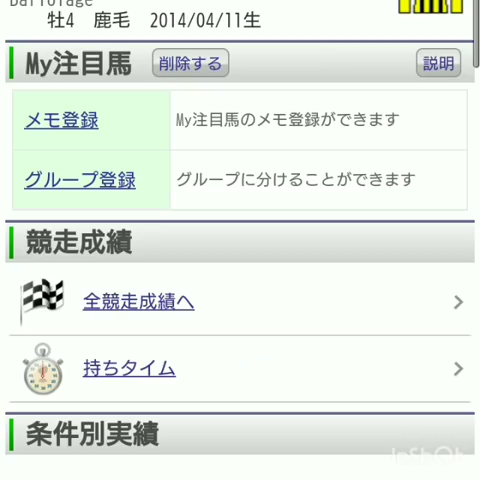 牡4 鹿毛 2014/04/11生
My注目馬 削除する 説明
メモ登録 My注目馬のメモ登録ができます
グループ登録 グループに分けることができます
競走成績
全競走成績へ
持ちタイム
条件別実績
InShOt